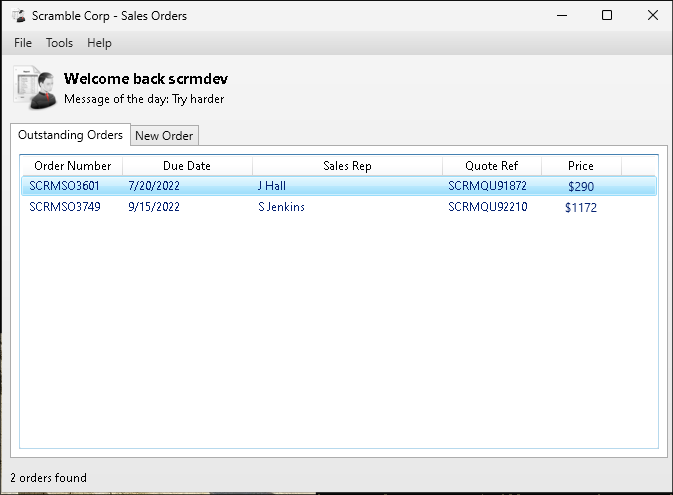 Scramble Corp - Sales Orders
File Tools Help
Welcome back scrmdev
Message of the day: Try harder
Outstanding Orders New Order
Order Number Due Date Sales Rep Quote Ref Price
SCRMSO3601 7/20/2022 J Hall SCRMQU91872 $290
SCRMSO3749 9/15/2022 S Jenkins SCRMQU92210 $1172
2 orders found